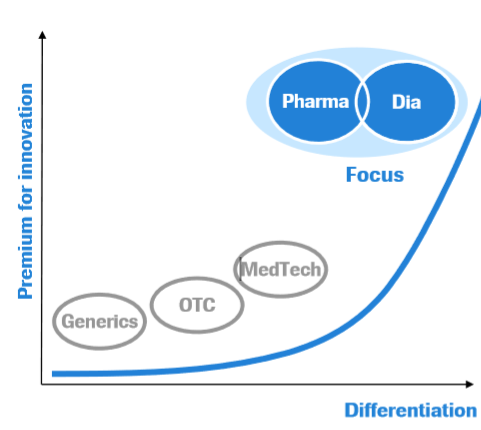 Premium for innovation
Pharma
Dia
Focus
MedTech
OTC
Generics
Differentiation